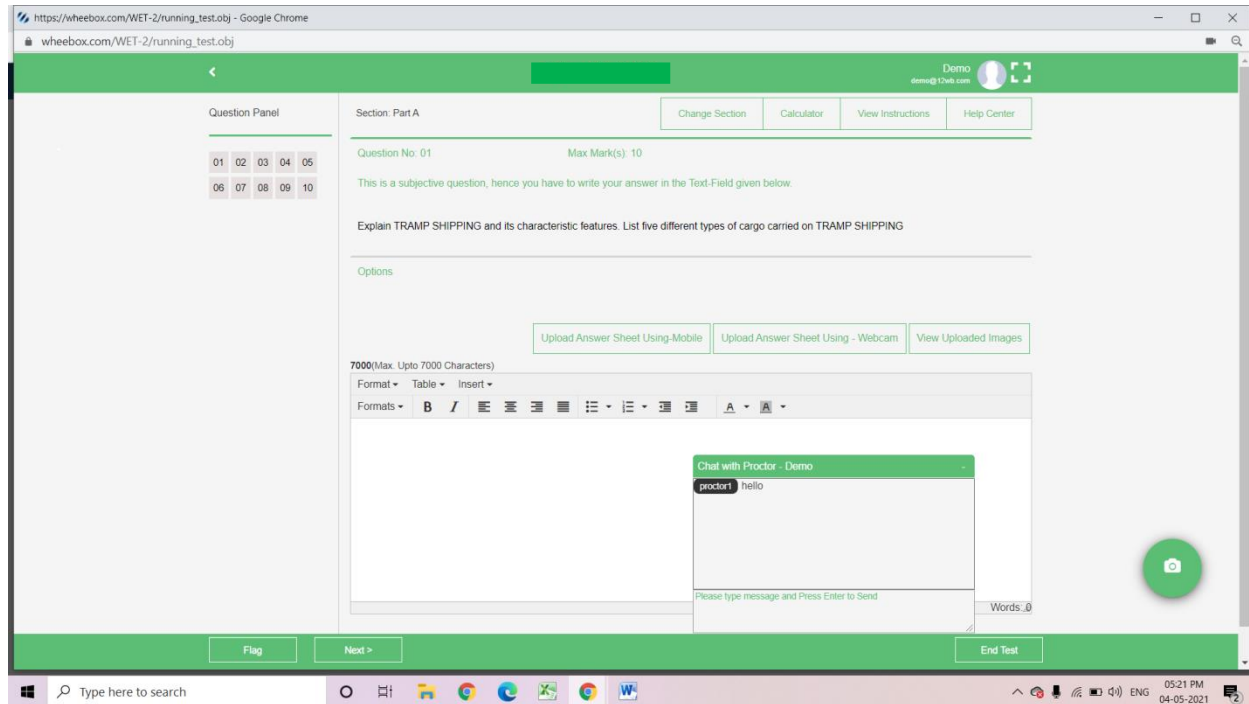 https://wheebox.com/WET-2/running_test.obj - Google Chrome
wheebox.com/WET-2/running_test.obj
Demo
demo@12wb.com
Question Panel
01 02 03 04 05
06 07 08 09 10
Section: Part A
Change Section
Calculator
View Instructions
Help Center
Question No: 01 Max Mark(s): 10
This is a subjective question, hence you have to write your answer in the Text-Field given below.
Explain TRAMP SHIPPING and its characteristic features. List five different types of cargo carried on TRAMP SHIPPING
Options
Upload Answer Sheet Using-Mobile
Upload Answer Sheet Using - Webcam
View Uploaded Images
7000(Max. Upto 7000 Characters)
Format Table Insert
Formats B I A A
Chat with Proctor - Demo
proctor1 hello
Please type message and Press Enter to Send
Words: 0
Flag
Next >
End Test
Type here to search
ENG
05:21 PM
04-05-2021
2